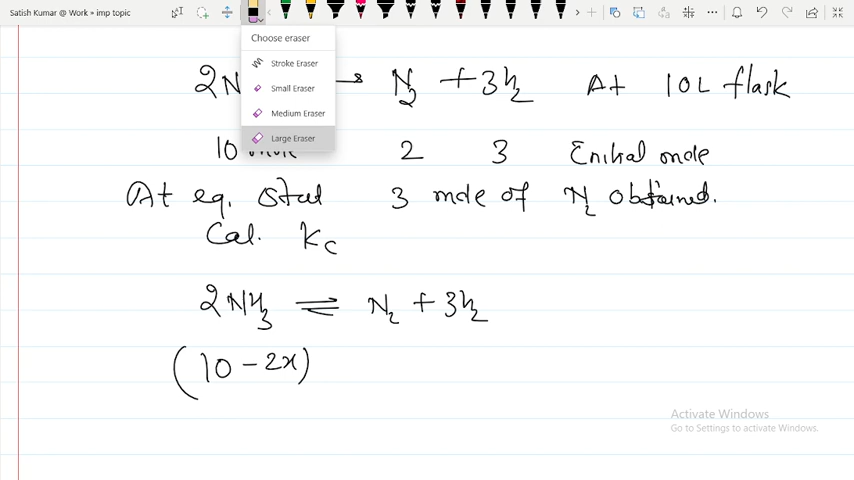 Satish Kumar @ Work » imp topic
Choose eraser
Stroke Eraser
Small Eraser
Medium Eraser
Large Eraser
2N → N2 + 3H2 At 10L flask
10 2 3 Enitial mole
At eq. Stat 3 mole of N2 obtained.
Cal. Kc
2NH3 ⇌ N2 + 3H2
(10 - 2x)
Activate Windows
Go to Settings to activate Windows.